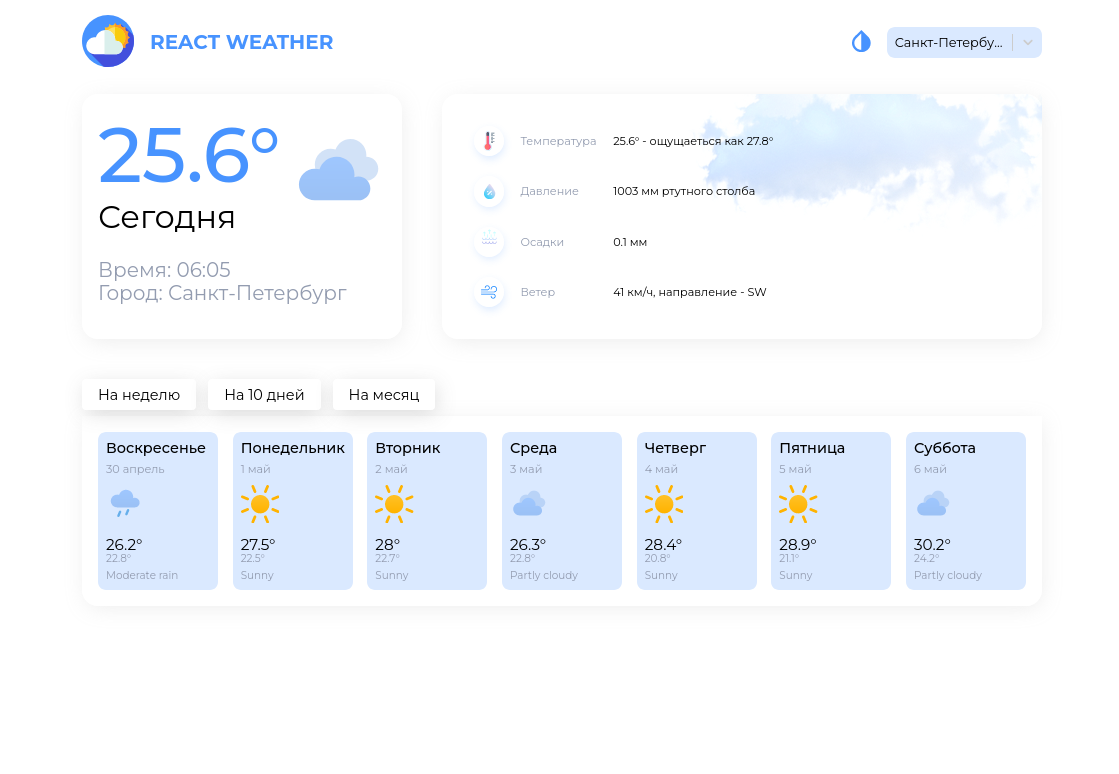 REACT WEATHER
Санкт-Петербу...
25.6°
Сегодня
Время: 06:05
Город: Санкт-Петербург
Температура 25.6° - ощущаеться как 27.8°
Давление 1003 мм ртутного столба
Осадки 0.1 мм
Ветер 41 км/ч, направление - SW
На неделю На 10 дней На месяц
Воскресенье
30 апрель
26.2°
22.8°
Moderate rain
Понедельник
1 май
27.5°
22.5°
Sunny
Вторник
2 май
28°
22.7°
Sunny
Среда
3 май
26.3°
22.8°
Partly cloudy
Четверг
4 май
28.4°
20.8°
Sunny
Пятница
5 май
28.9°
21.1°
Sunny
Суббота
6 май
30.2°
24.2°
Partly cloudy